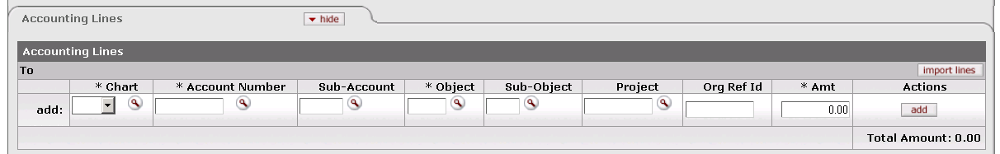 Accounting Lines hide
Accounting Lines
To import lines
* Chart * Account Number Sub-Account * Object Sub-Object Project Org Ref Id * Amt Actions
add: 0.00 add
Total Amount: 0.00